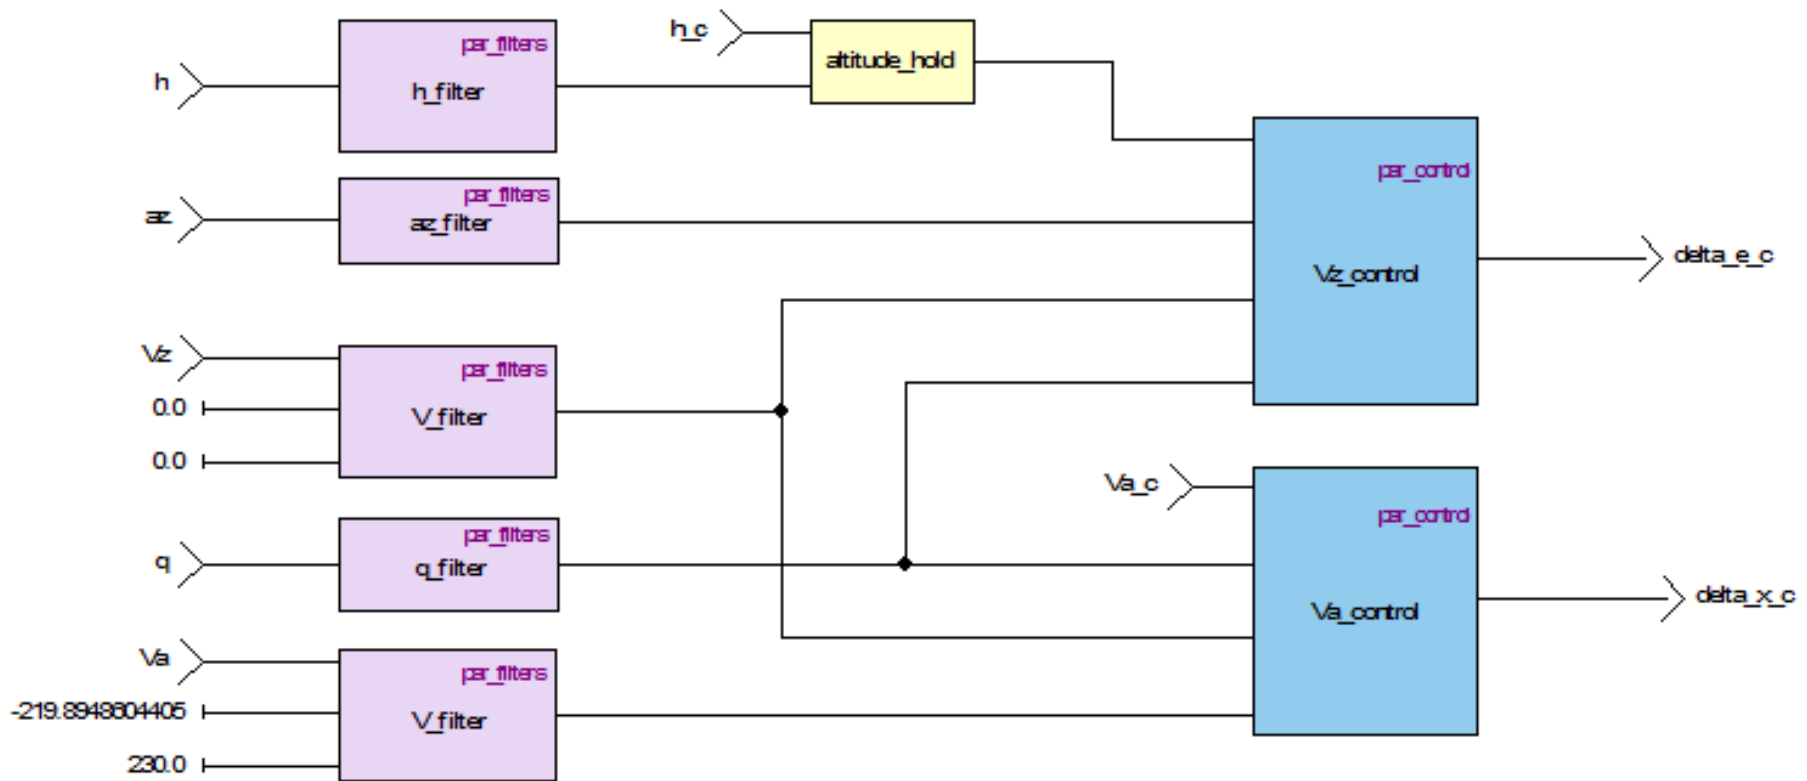 h_c
par_filters
altitude_hold
h
h_filter
par_control
par_filters
az
az_filter
delta_e_c
Vz_control
Vz
par_filters
0.0
V_filter
0.0
Va_c
par_control
par_filters
q
q_filter
delta_x_c
Va_control
Va
par_filters
-219.8948604405
V_filter
230.0